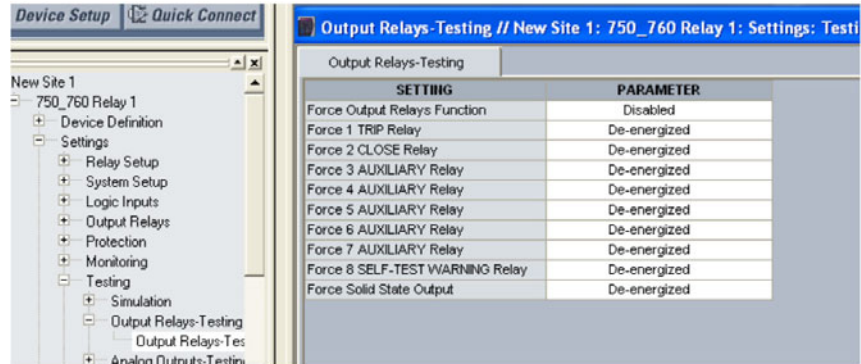 Device Setup Quick Connect
New Site 1
750_760 Relay 1
Device Definition
Settings
Relay Setup
System Setup
Logic Inputs
Output Relays
Protection
Monitoring
Testing
Simulation
Output Relays-Testing
Output Relays-Tes
Analog Outputs-Testin
Output Relays-Testing // New Site 1: 750_760 Relay 1: Settings: Testi
Output Relays-Testing
SETTING PARAMETER
Force Output Relays Function Disabled
Force 1 TRIP Relay De-energized
Force 2 CLOSE Relay De-energized
Force 3 AUXILIARY Relay De-energized
Force 4 AUXILIARY Relay De-energized
Force 5 AUXILIARY Relay De-energized
Force 6 AUXILIARY Relay De-energized
Force 7 AUXILIARY Relay De-energized
Force 8 SELF-TEST WARNING Relay De-energized
Force Solid State Output De-energized